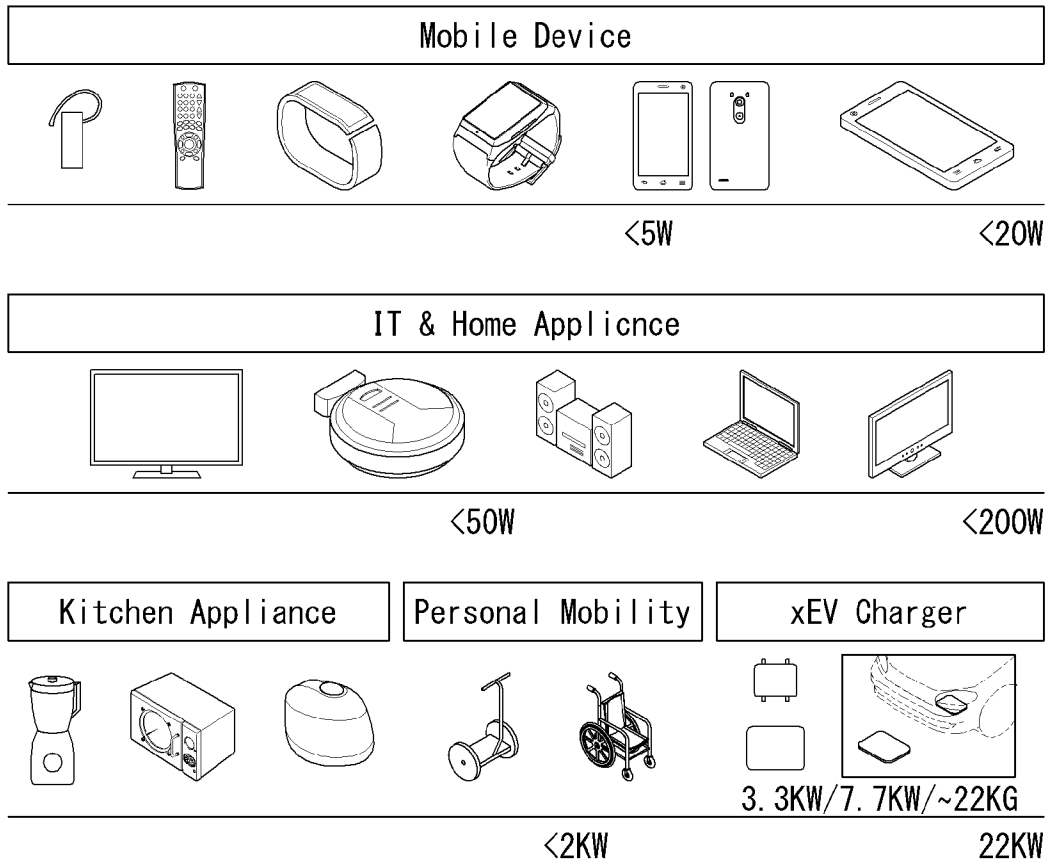 Mobile Device
<5W
<20W
IT & Home Applicnce
<50W
<200W
Kitchen Appliance
Personal Mobility
xEV Charger
3.3KW/7.7KW/~22KG
<2KW
22KW